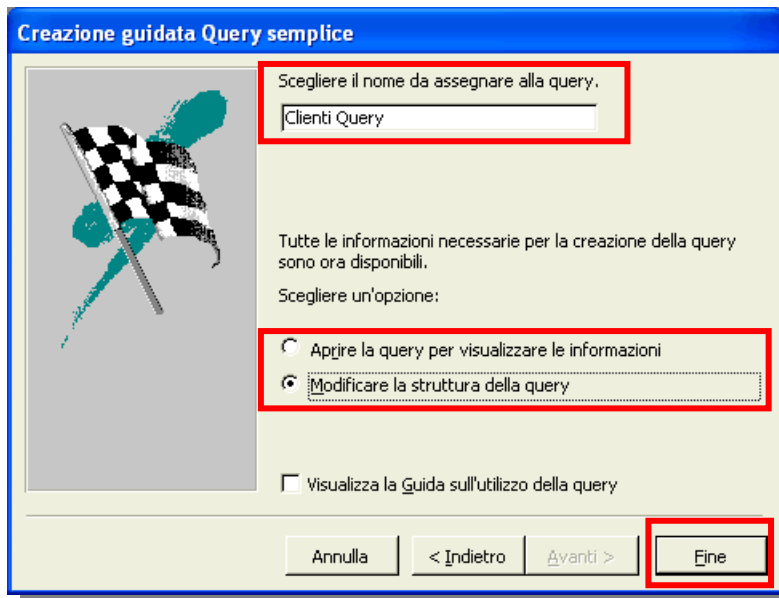 Creazione guidata Query semplice
Scegliere il nome da assegnare alla query.
Clienti Query
Tutte le informazioni necessarie per la creazione della query
sono ora disponibili.
Scegliere un'opzione:
Aprire la query per visualizzare le informazioni
Modificare la struttura della query
Visualizza la Guida sull'utilizzo della query
Annulla < Indietro Avanti > Fine